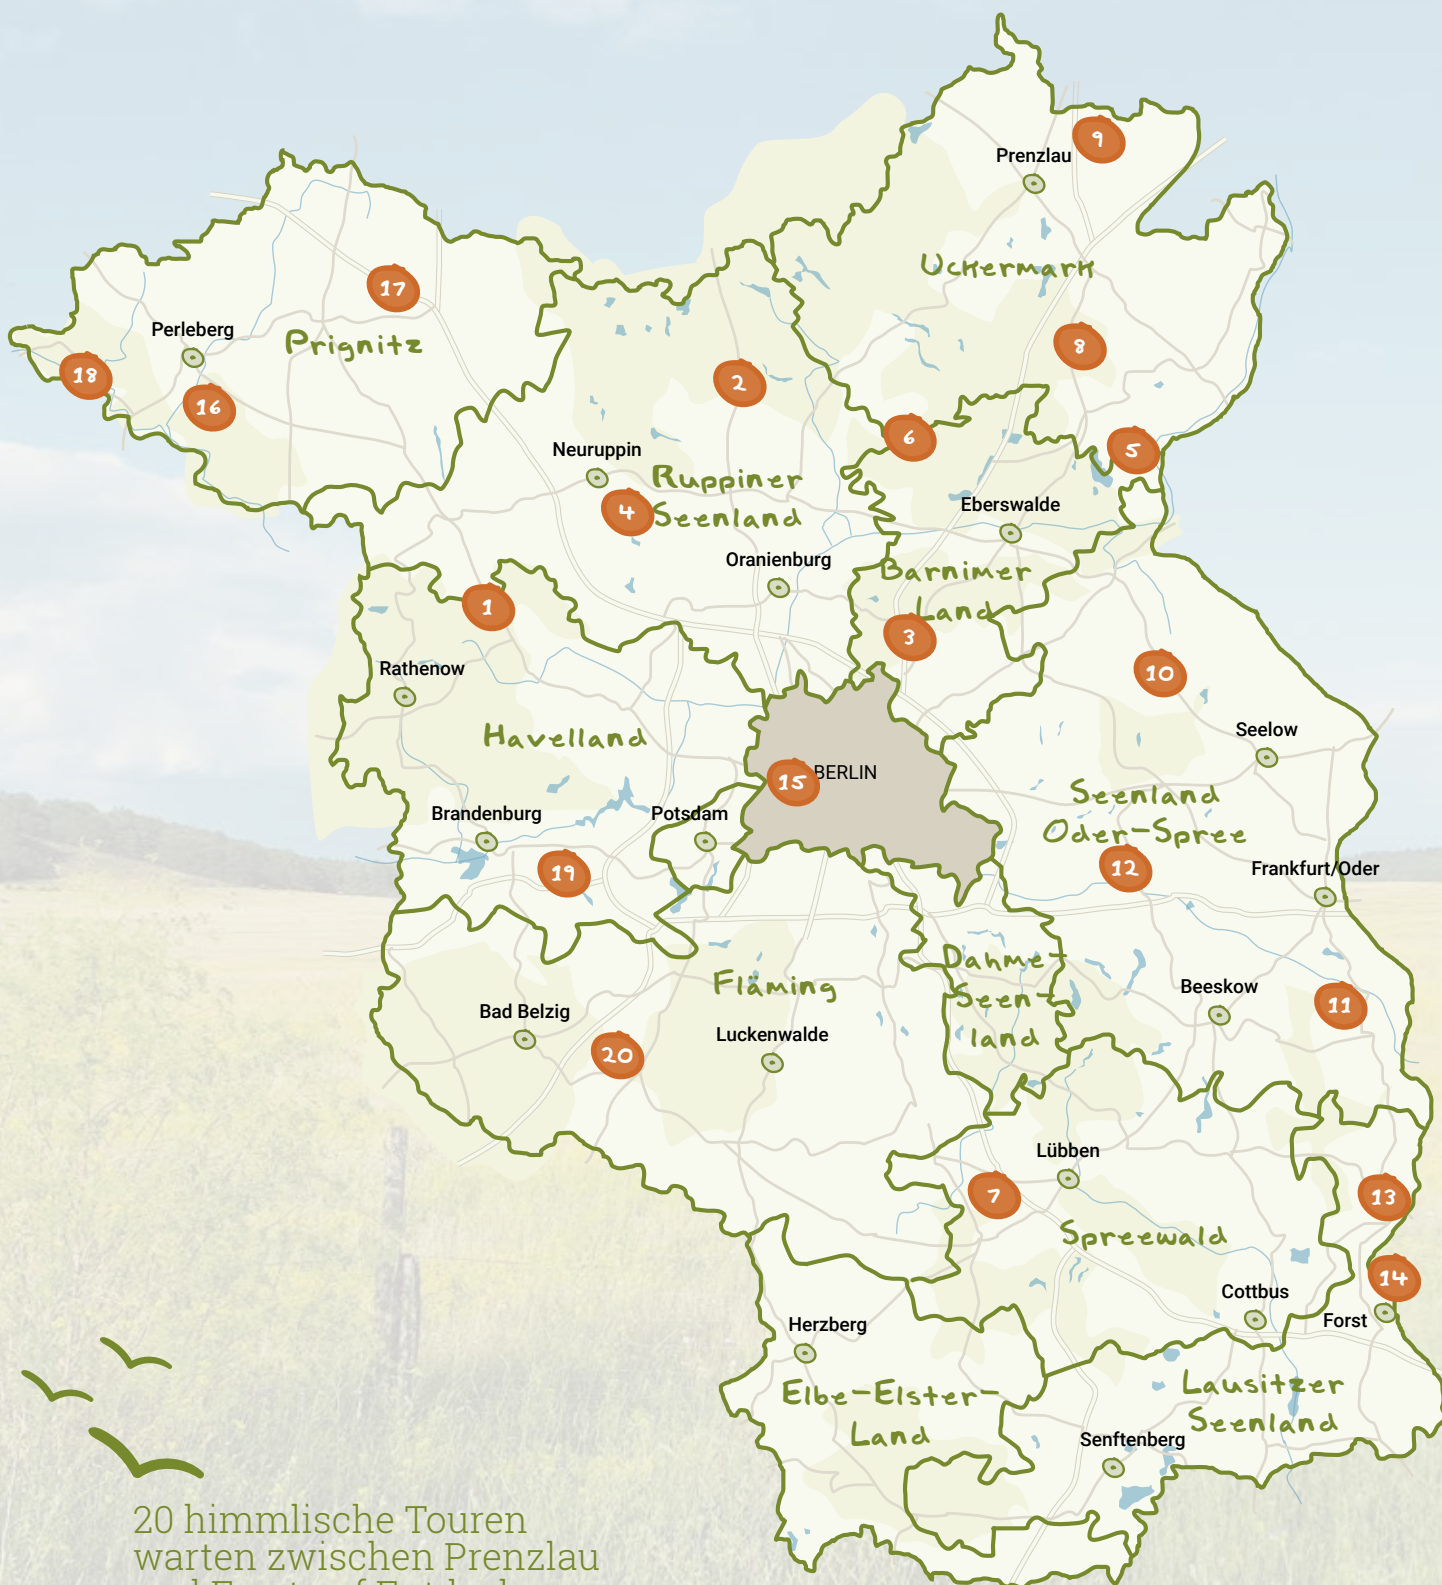 9
Prenzlau
Uckermark
17
Perleberg
Prignitz
8
18
2
16
6
5
Neuruppin
Ruppiner
Seenland
4
Eberswalde
Oranienburg
Barnimer
Land
1
3
Rathenow
10
Havelland
Seelow
15
BERLIN
Seenland
Oder-Spree
Brandenburg
Potsdam
12
Frankfurt/Oder
19
Dahme-
Seen-
land
Fläming
Beeskow
11
Bad Belzig
Luckenwalde
20
Lübben
7
13
Spreewald
14
Cottbus
Forst
Herzberg
Elbe-Elster-
Land
Lausitzer
Seenland
Senftenberg
20 himmlische Touren
warten zwischen Prenzlau